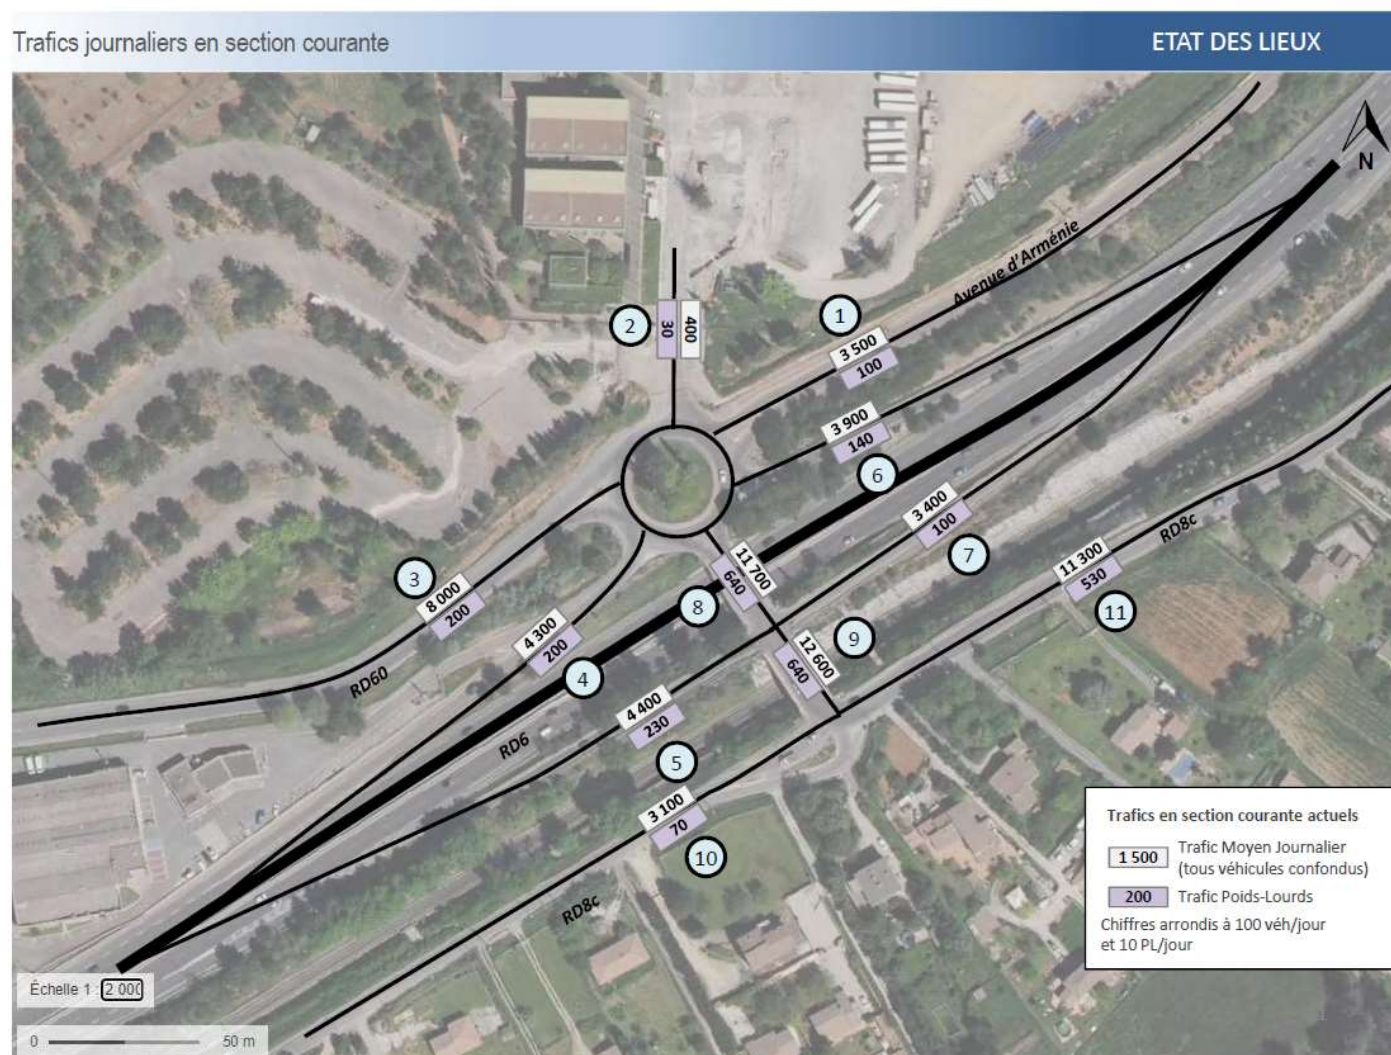 Trafics journaliers en section courante
ETAT DES LIEUX
N
Avenue d'Arménie
1
2
30
400
3 500
100
3 900
140
6
3 400
100
7
RD8c
11 300
530
11
3
8 000
200
RD60
4 300
200
4
11 700
640
8
9
12 600
640
RD6
4 400
230
5
3 100
70
10
RD8c
Trafics en section courante actuels
1 500
Trafic Moyen Journalier
(tous véhicules confondus)
200
Trafic Poids-Lourds
Chiffres arrondis à 100 véh/jour
et 10 PL/jour
Échelle 1 : 2 000
0
50 m
1